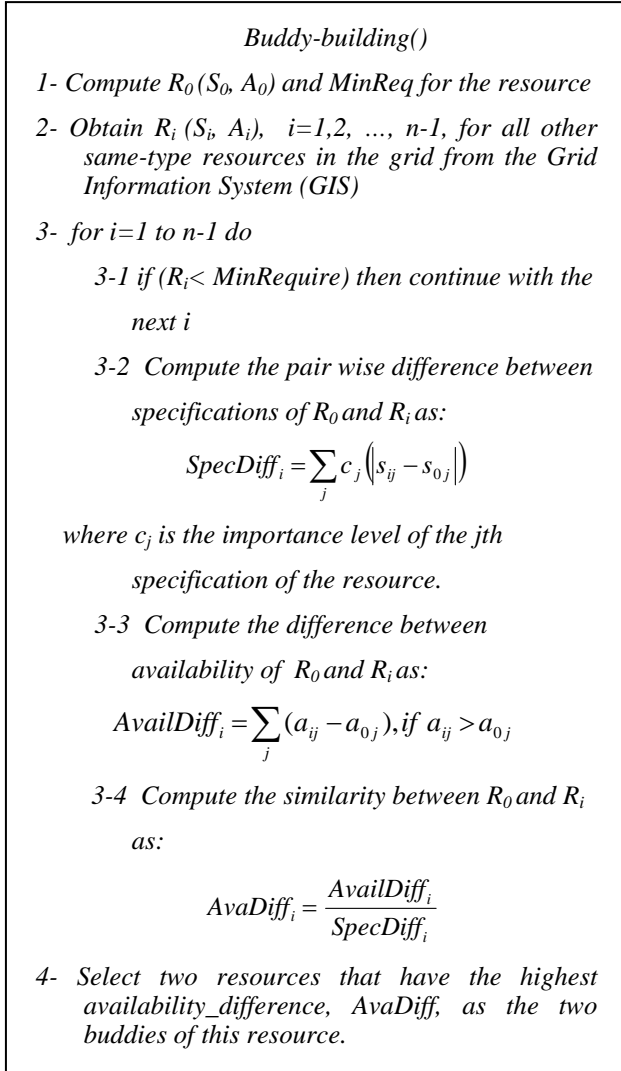 Buddy-building()
1- Compute R₀ (S₀, A₀) and MinReq for the resource
2- Obtain Rᵢ (Sᵢ, Aᵢ), i=1,2, ..., n-1, for all other
same-type resources in the grid from the Grid
Information System (GIS)
3- for i=1 to n-1 do
3-1 if (Rᵢ< MinRequire) then continue with the
next i
3-2 Compute the pair wise difference between
specifications of R₀ and Rᵢ as:
SpecDiffᵢ = ∑ⱼ cⱼ(|sᵢⱼ − s₀ⱼ|)
where cⱼ is the importance level of the jth
specification of the resource.
3-3 Compute the difference between
availability of R₀ and Rᵢ as:
AvailDiffᵢ = ∑ⱼ (aᵢⱼ − a₀ⱼ), if aᵢⱼ > a₀ⱼ
3-4 Compute the similarity between R₀ and Rᵢ
as:
AvaDiffᵢ = AvailDiffᵢ / SpecDiffᵢ
4- Select two resources that have the highest
availability_difference, AvaDiff, as the two
buddies of this resource.